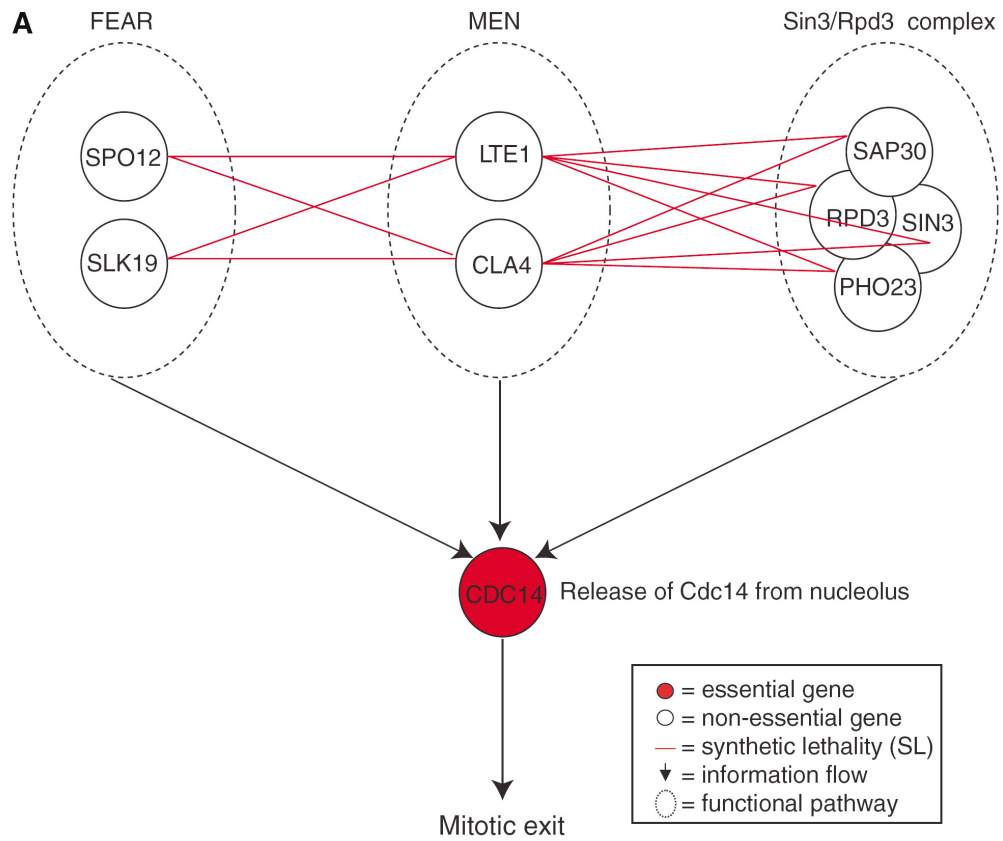 A
FEAR
MEN
Sin3/Rpd3 complex
SPO12
LTE1
SAP30
RPD3
SIN3
SLK19
CLA4
PHO23
CDC14
Release of Cdc14 from nucleolus
= essential gene
= non-essential gene
= synthetic lethality (SL)
= information flow
= functional pathway
Mitotic exit